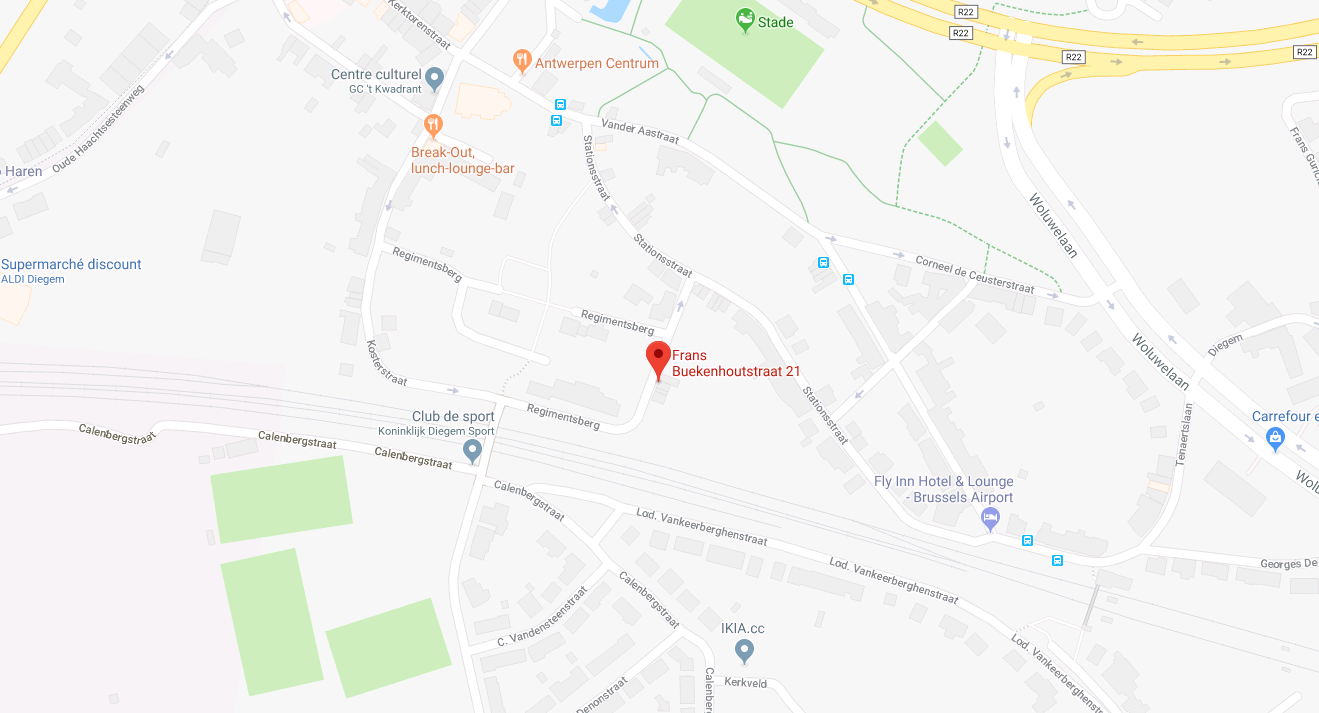 Kerktorenstraat
R22
R22
Stade
R22
R22
Antwerpen Centrum
Centre culturel
GC 't Kwadrant
Oude Haachtsesteenweg
Vander Aastraat
Stationsstraat
Break-Out,
lunch-lounge-bar
Haren
Woluwelaan
Stationsstraat
Regimentsberg
Supermarché discount
ALDI Diegem
Corneel de Ceusterstraat
Regimentsberg
Diegem
Woluwelaan
Kosterstraat
Frans
Buekenhoutstraat 21
Stationsstraat
Club de sport
Koninklijk Diegem Sport
Regimentsberg
Carrefour e
Calenbergstraat
Calenbergstraat
Calenbergstraat
Tenaertslaan
Fly Inn Hotel & Lounge
- Brussels Airport
Calenbergstraat
Lod. Vankeerberghenstraat
Lod. Vankeerberghenstraat
Georges De
Calenbergstraat
C. Vandensteenstraat
IKIA.cc
Lod. Vankeerberghenstr
Kerkveld
Denonstraat
Calenberg